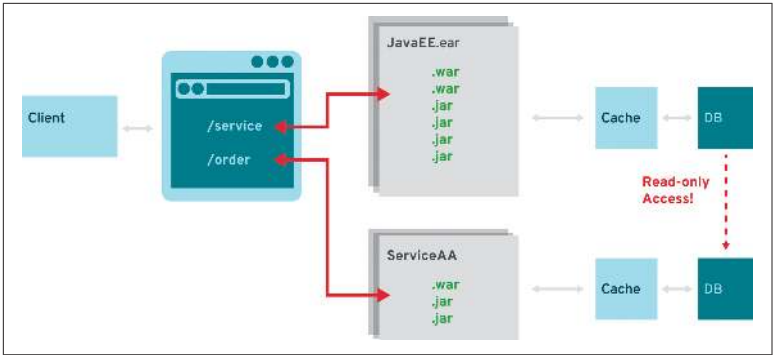 JavaEE.ear
.war
.war
.jar
.jar
.jar
.jar
Client
/service
/order
Cache
DB
Read-only
Access!
ServiceAA
.war
.jar
.jar
Cache
DB